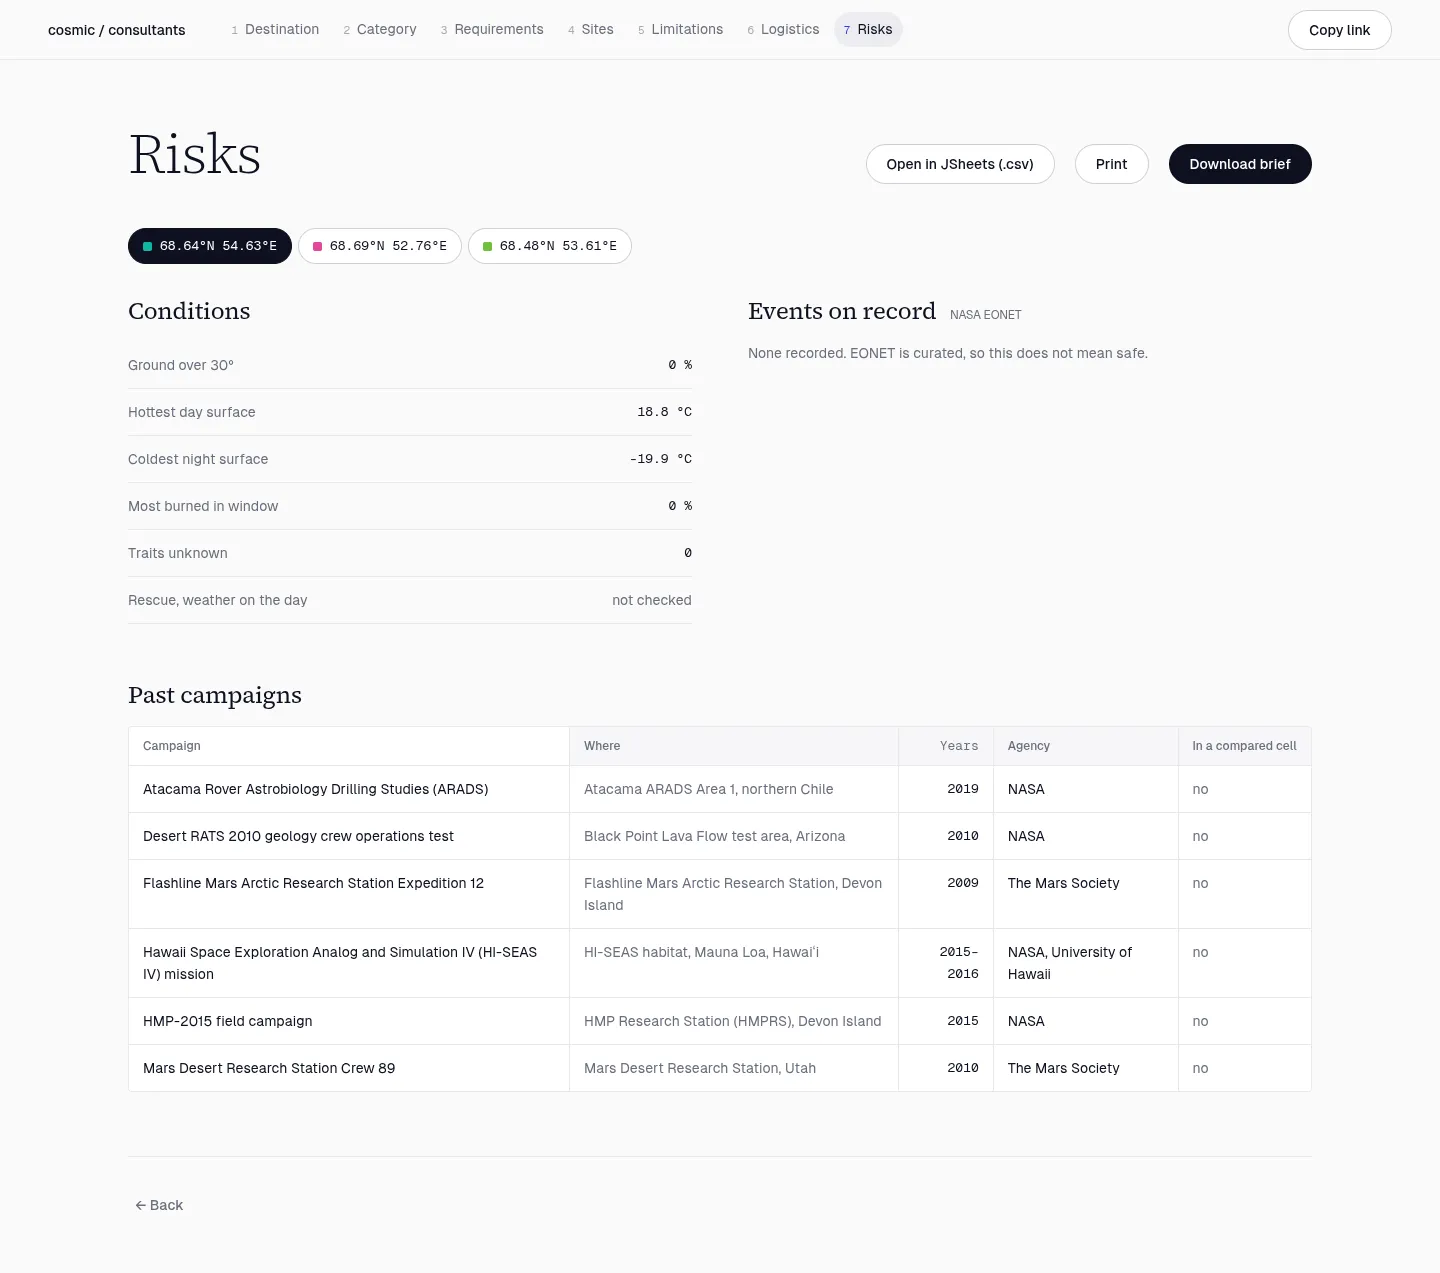 cosmic / consultants
1 Destination
2 Category
3 Requirements
4 Sites
5 Limitations
6 Logistics
7 Risks
Copy link
Risks
Open in JSheets (.csv)
Print
Download brief
68.64°N 54.63°E
68.69°N 52.76°E
68.48°N 53.61°E
Conditions
Ground over 30° 0 %
Hottest day surface 18.8 °C
Coldest night surface -19.9 °C
Most burned in window 0 %
Traits unknown 0
Rescue, weather on the day not checked
Events on record NASA EONET
None recorded. EONET is curated, so this does not mean safe.
Past campaigns
Campaign Where Years Agency In a compared cell
Atacama Rover Astrobiology Drilling Studies (ARADS) Atacama ARADS Area 1, northern Chile 2019 NASA no
Desert RATS 2010 geology crew operations test Black Point Lava Flow test area, Arizona 2010 NASA no
Flashline Mars Arctic Research Station Expedition 12 Flashline Mars Arctic Research Station, Devon 2009 The Mars Society no
Island
Hawaii Space Exploration Analog and Simulation IV (HI-SEAS HI-SEAS habitat, Mauna Loa, Hawaiʻi 2015– NASA, University of no
IV) mission 2016 Hawaii
HMP-2015 field campaign HMP Research Station (HMPRS), Devon Island 2015 NASA no
Mars Desert Research Station Crew 89 Mars Desert Research Station, Utah 2010 The Mars Society no
← Back